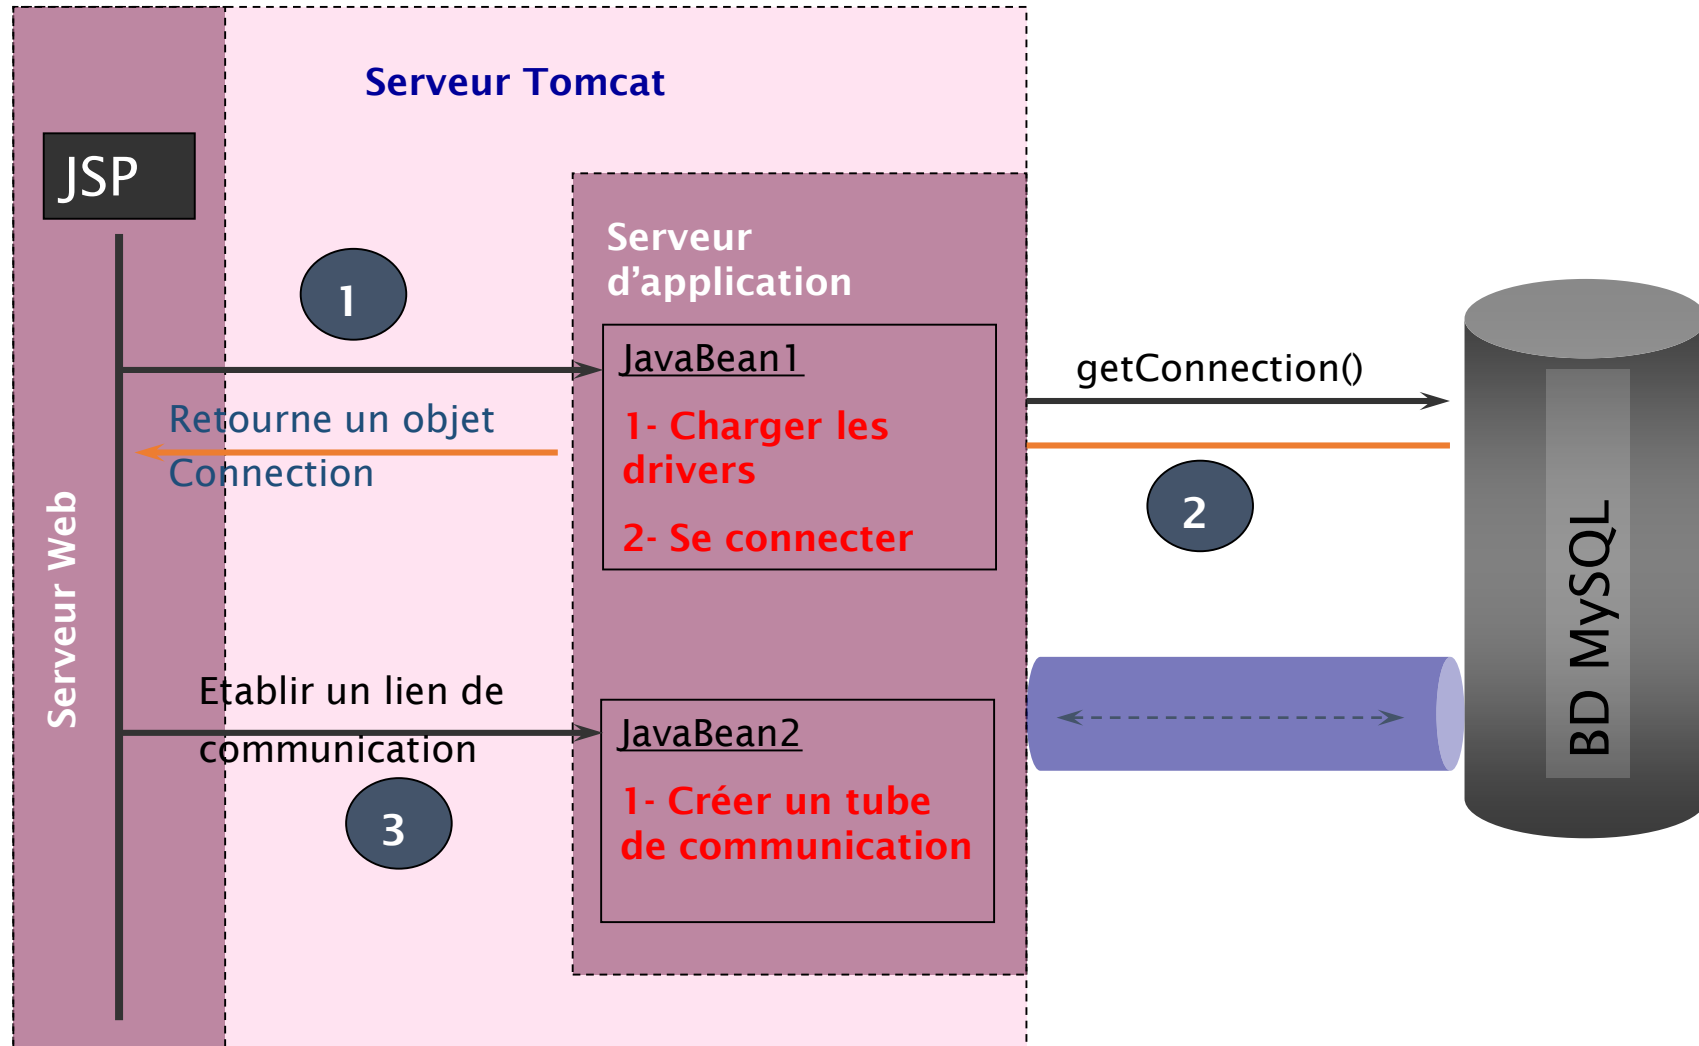 Serveur Tomcat
JSP
Serveur Web
1
Retourne un objet
Connection
Etablir un lien de
communication
3
Serveur
d’application
JavaBean1
1- Charger les
drivers
2- Se connecter
JavaBean2
1- Créer un tube
de communication
getConnection()
2
BD MySQL